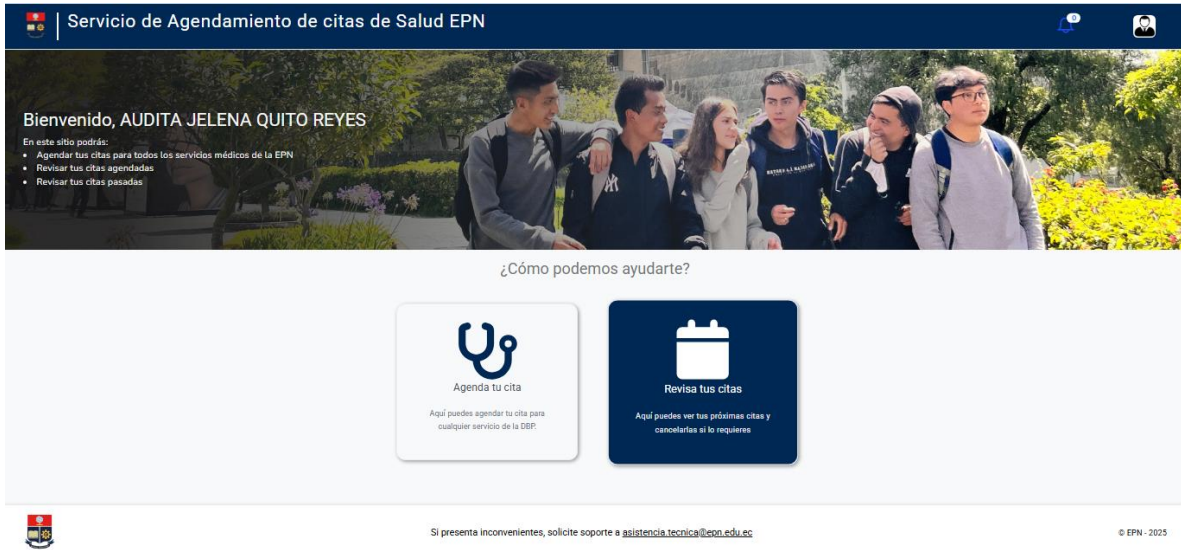 Servicio de Agendamiento de citas de Salud EPN
0
Bienvenido, AUDITA JELENA QUITO REYES
En este sitio podrás:
• Agendar tus citas para todos los servicios médicos de la EPN
• Revisar tus citas agendadas
• Revisar tus citas pasadas
¿Cómo podemos ayudarte?
Agenda tu cita
Aquí puedes agendar tu cita para
cualquier servicio de la DBP.
Revisa tus citas
Aquí puedes ver tus próximas citas y
cancelarlas si lo requieres
Si presenta inconvenientes, solicite soporte a asistencia.tecnica@epn.edu.ec
© EPN - 2025